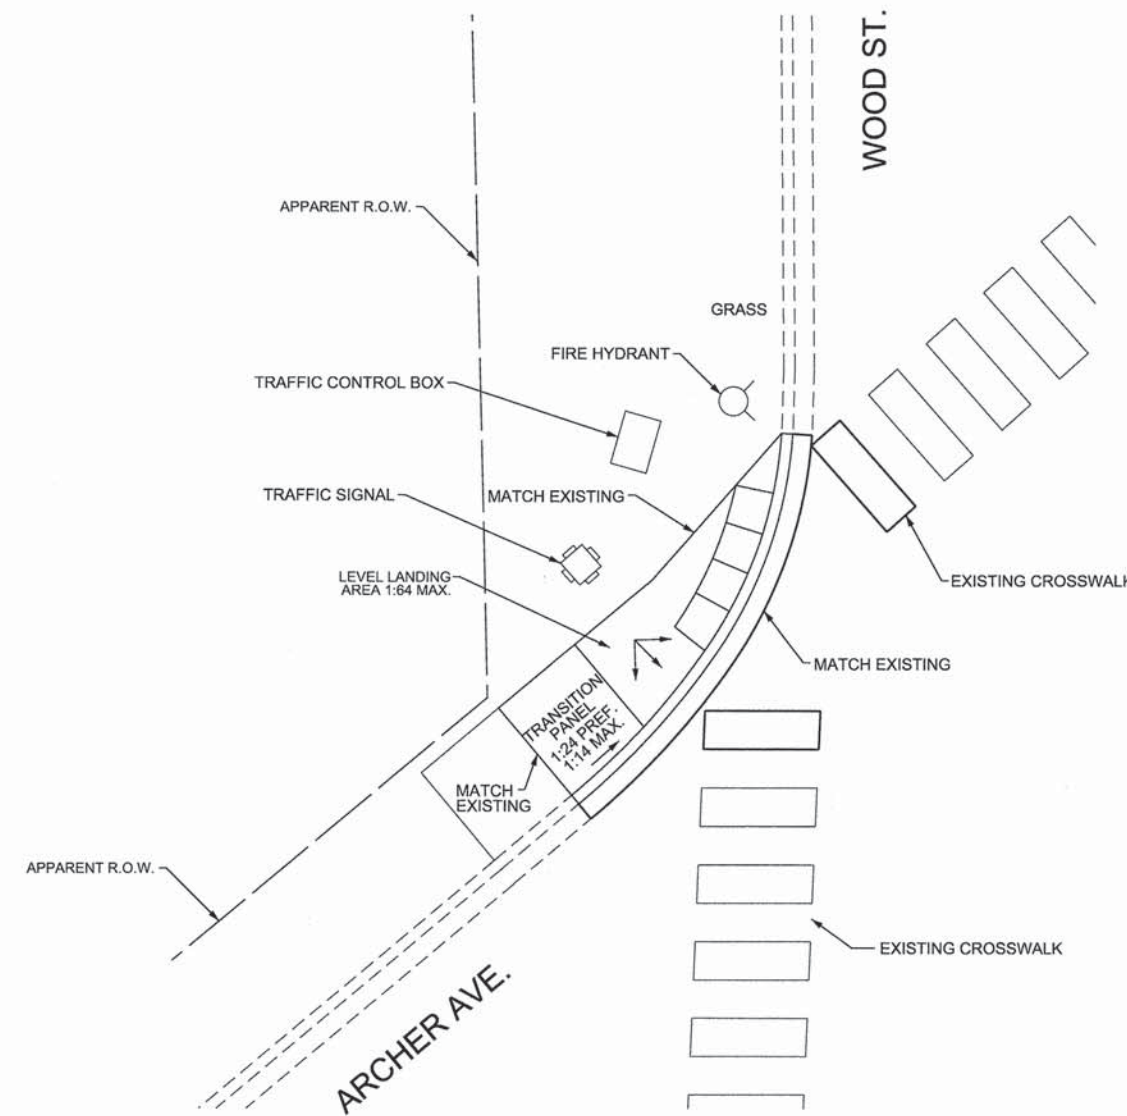 WOOD ST.
APPARENT R.O.W.
GRASS
FIRE HYDRANT
TRAFFIC CONTROL BOX
TRAFFIC SIGNAL
MATCH EXISTING
LEVEL LANDING
AREA 1:64 MAX.
EXISTING CROSSWALK
MATCH EXISTING
TRANSITION
PANEL
1:24 PREF.
1:14 MAX.
MATCH
EXISTING
APPARENT R.O.W.
EXISTING CROSSWALK
ARCHER AVE.